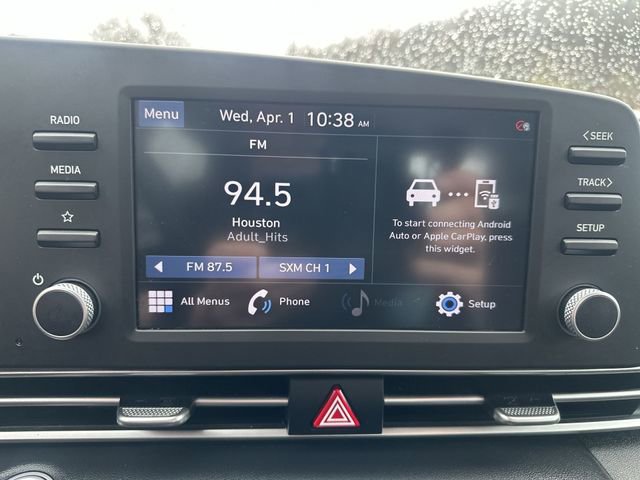 RADIO
MEDIA
Menu
Wed, Apr. 1 10:38 AM
FM
94.5
Houston
Adult_Hits
FM 87.5
SXM CH 1
To start connecting Android
Auto or Apple CarPlay, press
this widget.
All Menus
Phone
Media
Setup
<SEEK
TRACK>
SETUP